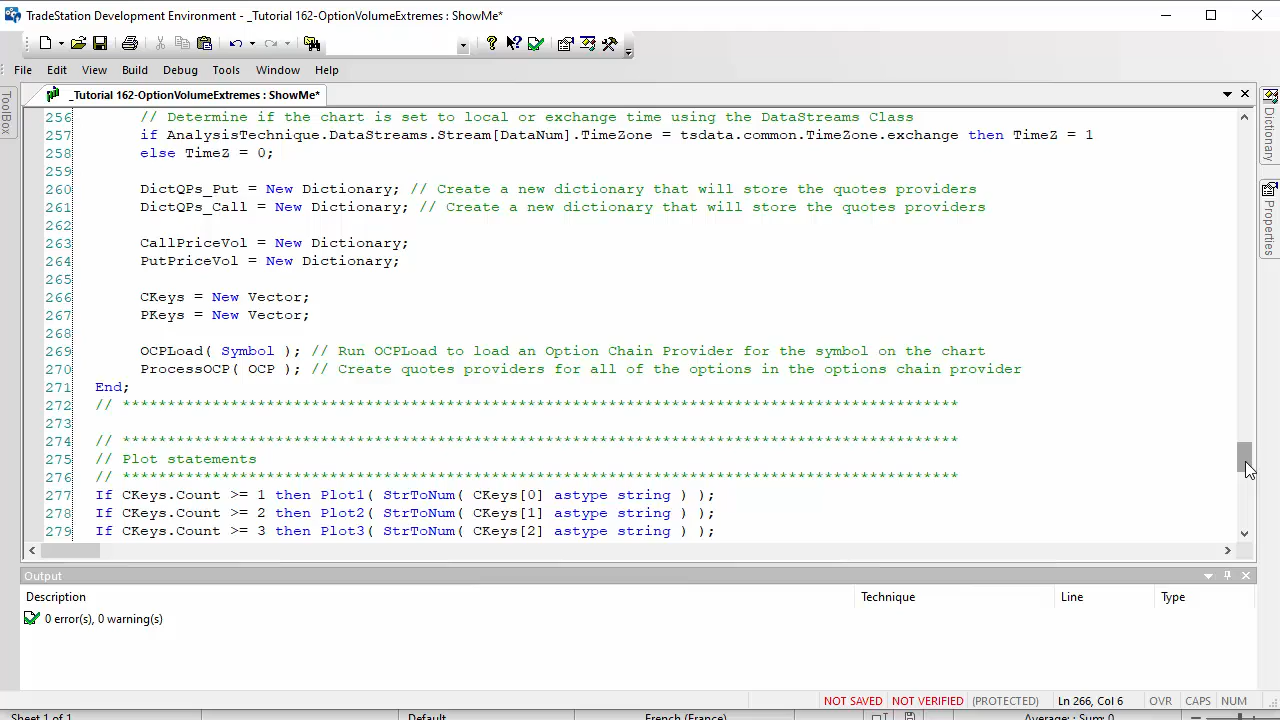 TradeStation Development Environment - _Tutorial 162-OptionVolumeExtremes : ShowMe*
File Edit View Build Debug Tools Window Help
ToolBox
_Tutorial 162-OptionVolumeExtremes : ShowMe*
256 // Determine if the chart is set to local or exchange time using the DataStreams Class
257 if AnalysisTechnique.DataStreams.Stream[DataNum].TimeZone = tsdata.common.TimeZone.exchange then TimeZ = 1
258 else TimeZ = 0;
259
260 DictQPs_Put = New Dictionary; // Create a new dictionary that will store the quotes providers
261 DictQPs_Call = New Dictionary; // Create a new dictionary that will store the quotes providers
262
263 CallPriceVol = New Dictionary;
264 PutPriceVol = New Dictionary;
265
266 CKeys = New Vector;
267 PKeys = New Vector;
268
269 OCPLoad( Symbol ); // Run OCPLoad to load an Option Chain Provider for the symbol on the chart
270 ProcessOCP( OCP ); // Create quotes providers for all of the options in the options chain provider
271 End;
272 // *********************************************************************************************
273
274 // *********************************************************************************************
275 // Plot statements
276 // *********************************************************************************************
277 If CKeys.Count >= 1 then Plot1( StrToNum( CKeys[0] astype string ) );
278 If CKeys.Count >= 2 then Plot2( StrToNum( CKeys[1] astype string ) );
279 If CKeys.Count >= 3 then Plot3( StrToNum( CKeys[2] astype string ) );
Dictionary
Properties
Output
Description Technique Line Type
0 error(s), 0 warning(s)
NOT SAVED NOT VERIFIED (PROTECTED) Ln 266, Col 6 OVR CAPS NUM
Sheet 1 of 1 Default French (France) Average: ; Sum: 0